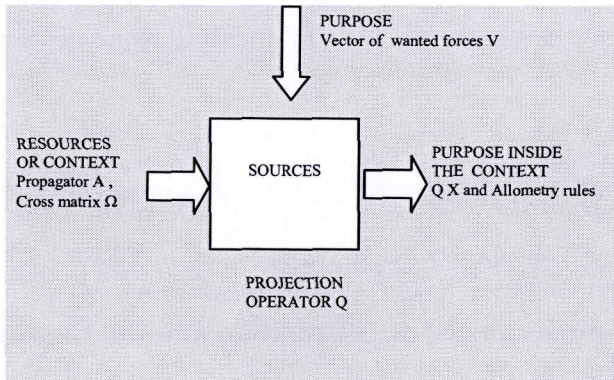 PURPOSE
Vector of wanted forces V
RESOURCES
OR CONTEXT
Propagator A ,
Cross matrix Ω
SOURCES
PURPOSE INSIDE
THE CONTEXT
Q X and Allometry rules
PROJECTION
OPERATOR Q